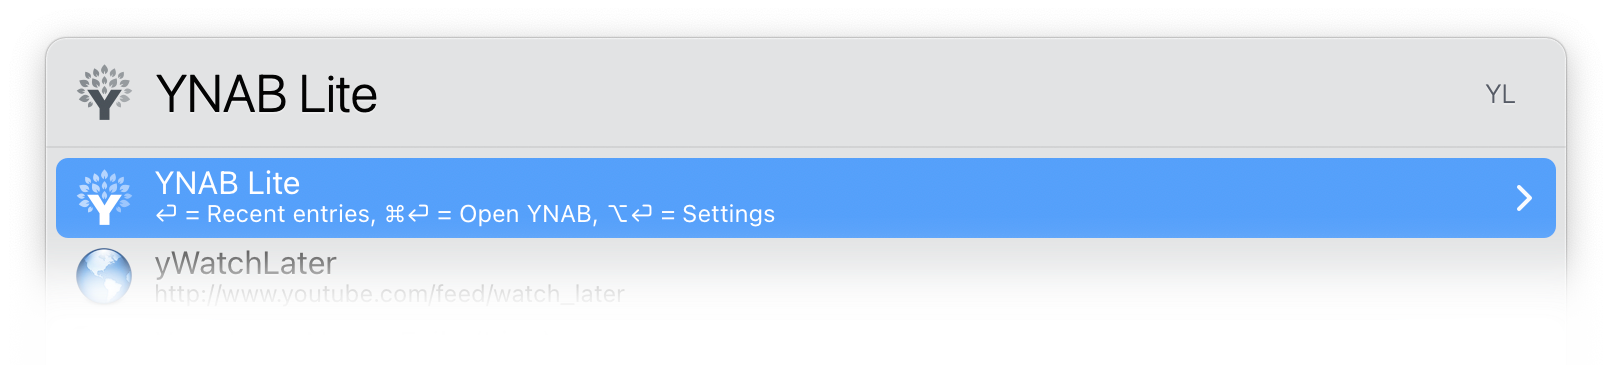 YNAB Lite
YL
YNAB Lite
⏎ = Recent entries, ⌘⏎ = Open YNAB, ⌥⏎ = Settings
yWatchLater
http://www.youtube.com/feed/watch_later